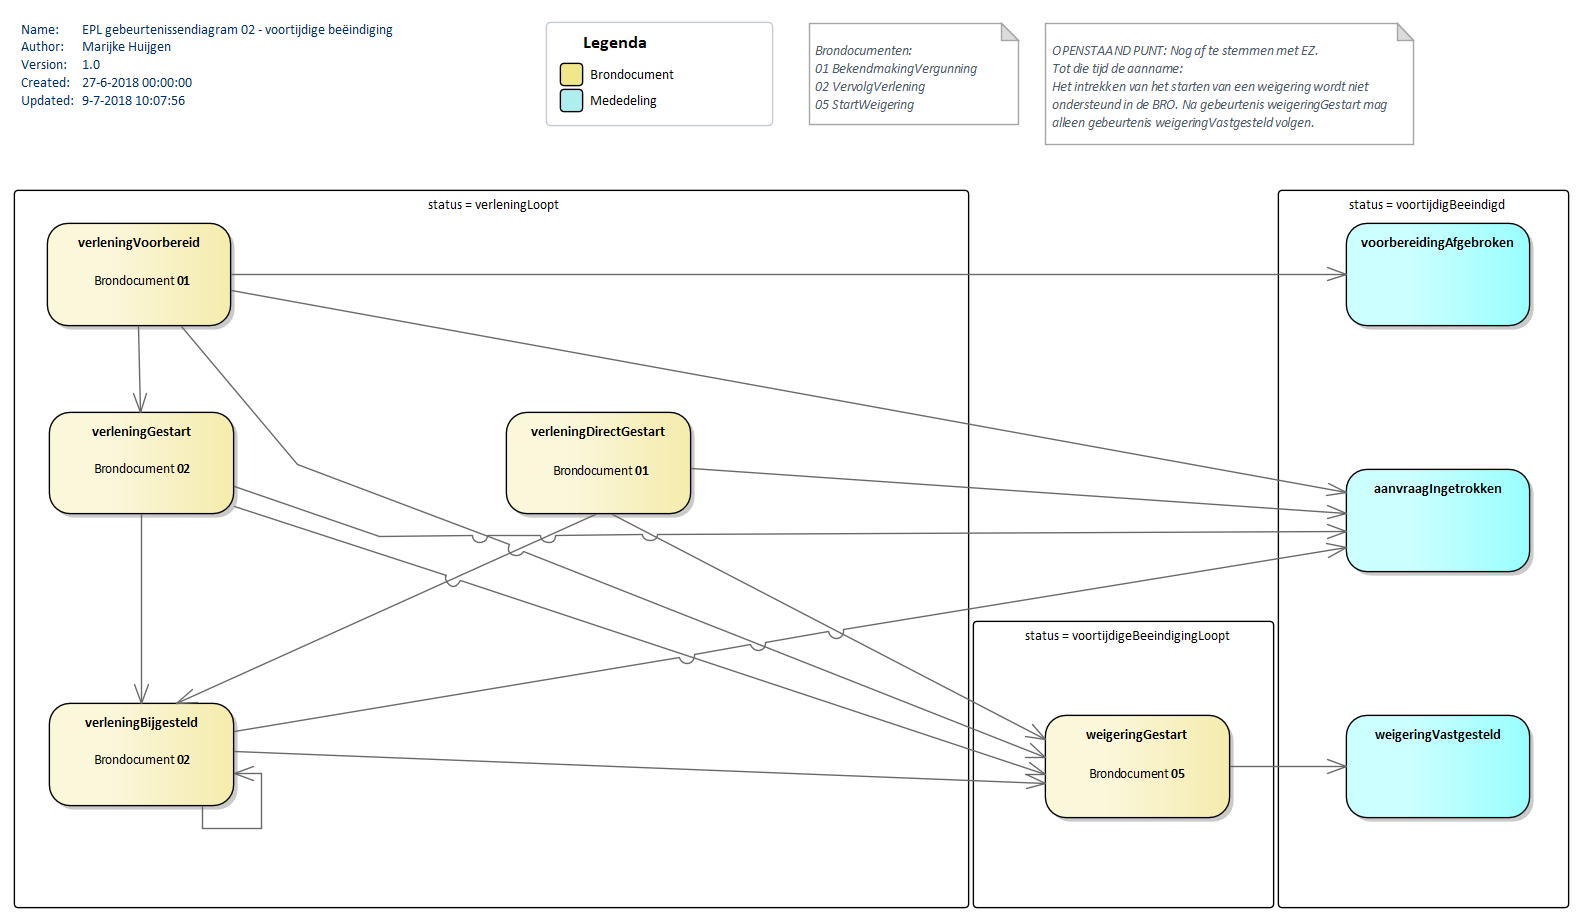 Name: EPL gebeurtenissendiagram 02 - voortijdige beëindiging
Author: Marijke Huijgen
Version: 1.0
Created: 27-6-2018 00:00:00
Updated: 9-7-2018 10:07:56
Legenda
Brondocument
Mededeling
Brondocumenten:
01 BekendmakingVergunning
02 VervolgVerlening
05 StartWeigering
OPENSTAAND PUNT: Nog af te stemmen met EZ.
Tot die tijd de aanname:
Het intrekken van het starten van een weigering wordt niet
ondersteund in de BRO. Na gebeurtenis weigeringGestart mag
alleen gebeurtenis weigeringVastgesteld volgen.
status = verleningLoopt
status = voortijdigBeeindigd
verleningVoorbereid
Brondocument 01
voorbereidingAfgebroken
verleningGestart
Brondocument 02
verleningDirectGestart
Brondocument 01
aanvraagIngetrokken
status = voortijdigeBeeindigingLoopt
verleningBijgesteld
Brondocument 02
weigeringGestart
Brondocument 05
weigeringVastgesteld